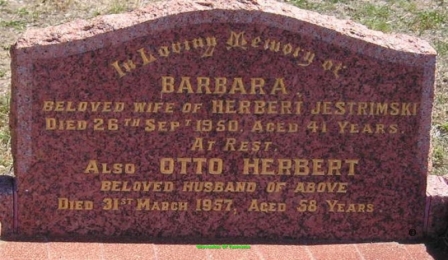 In Loving Memory of
BARBARA
BELOVED WIFE OF HERBERT JESTRIMSKI
DIED 26TH SEPT 1950, AGED 41 YEARS.
AT REST.
ALSO OTTO HERBERT
BELOVED HUSBAND OF ABOVE
DIED 31ST MARCH 1957, AGED 58 YEARS.